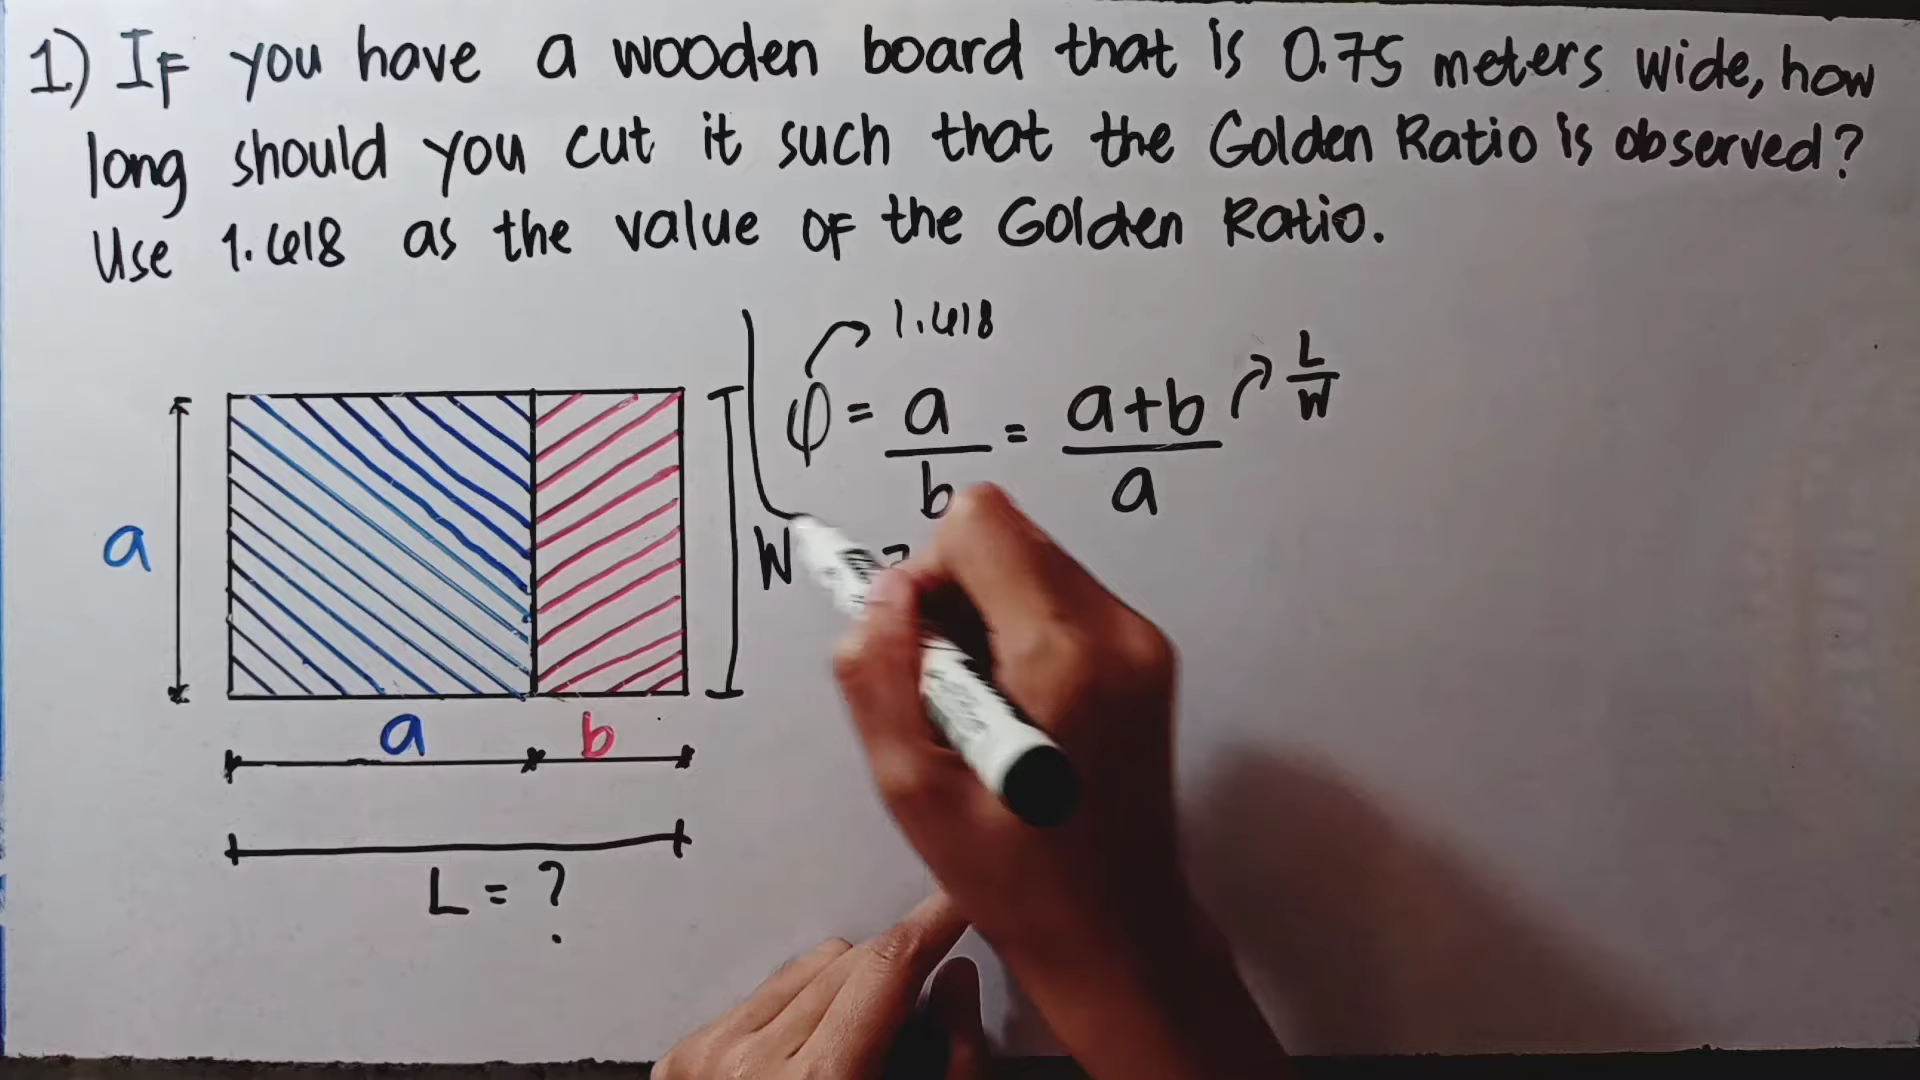 1.) If you have a wooden board that is 0.75 meters wide, how
long should you cut it such that the Golden Ratio is observed?
Use 1.618 as the value of the Golden Ratio.
1.618
φ = a/b = a+b/a
L/W
a
W
a
b
L = ?